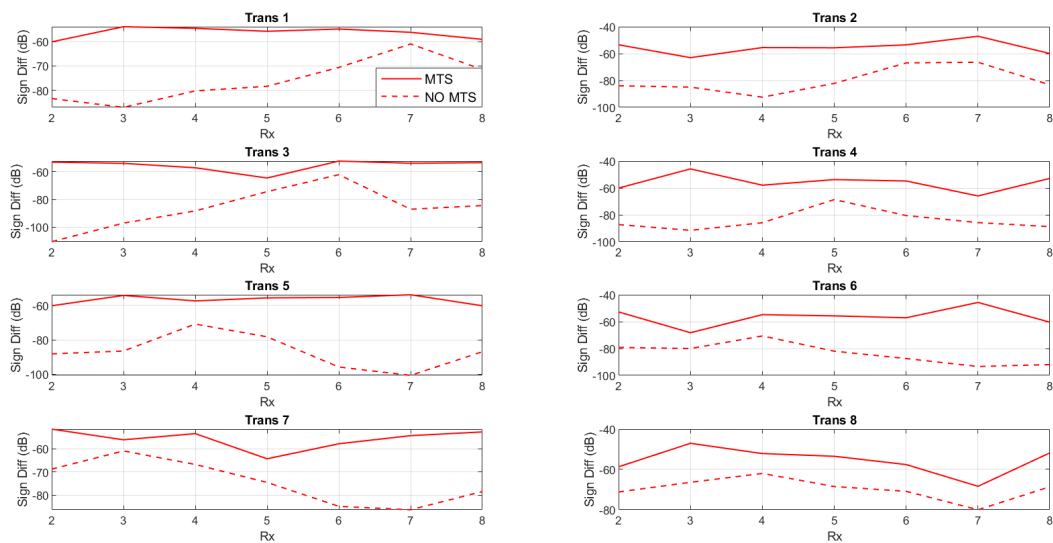 Trans 1
Sign Diff (dB)
-60
-70
-80
MTS
NO MTS
2 3 4 5 6 7 8
Rx
Trans 2
Sign Diff (dB)
-40
-60
-80
-100
2 3 4 5 6 7 8
Rx
Trans 3
Sign Diff (dB)
-60
-80
-100
2 3 4 5 6 7 8
Rx
Trans 4
Sign Diff (dB)
-40
-60
-80
-100
2 3 4 5 6 7 8
Rx
Trans 5
Sign Diff (dB)
-60
-80
-100
2 3 4 5 6 7 8
Rx
Trans 6
Sign Diff (dB)
-40
-60
-80
-100
2 3 4 5 6 7 8
Rx
Trans 7
Sign Diff (dB)
-60
-70
-80
2 3 4 5 6 7 8
Rx
Trans 8
Sign Diff (dB)
-40
-60
-80
2 3 4 5 6 7 8
Rx